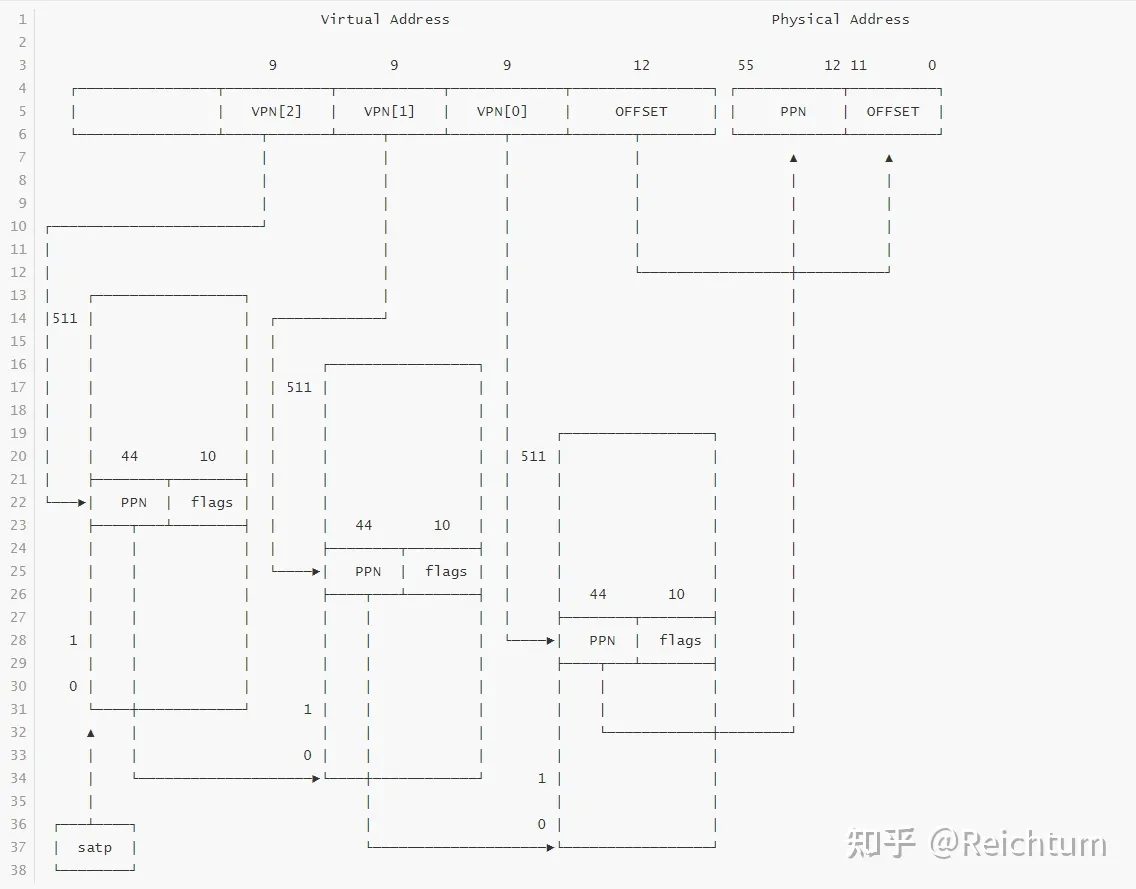 1 Virtual Address Physical Address
2
3 9 9 9 12 55 12 11 0
4
5 VPN[2] VPN[1] VPN[0] OFFSET PPN OFFSET
6
7
8
9
10
11
12
13
14 511
15
16
17 511
18
19
20 44 10 511
21
22 PPN flags
23 44 10
24
25 PPN flags
26 44 10
27
28 1 PPN flags
29
30 0
31 1
32
33 0
34 1
35
36 0
37 satp
38
知乎 @Reichtum